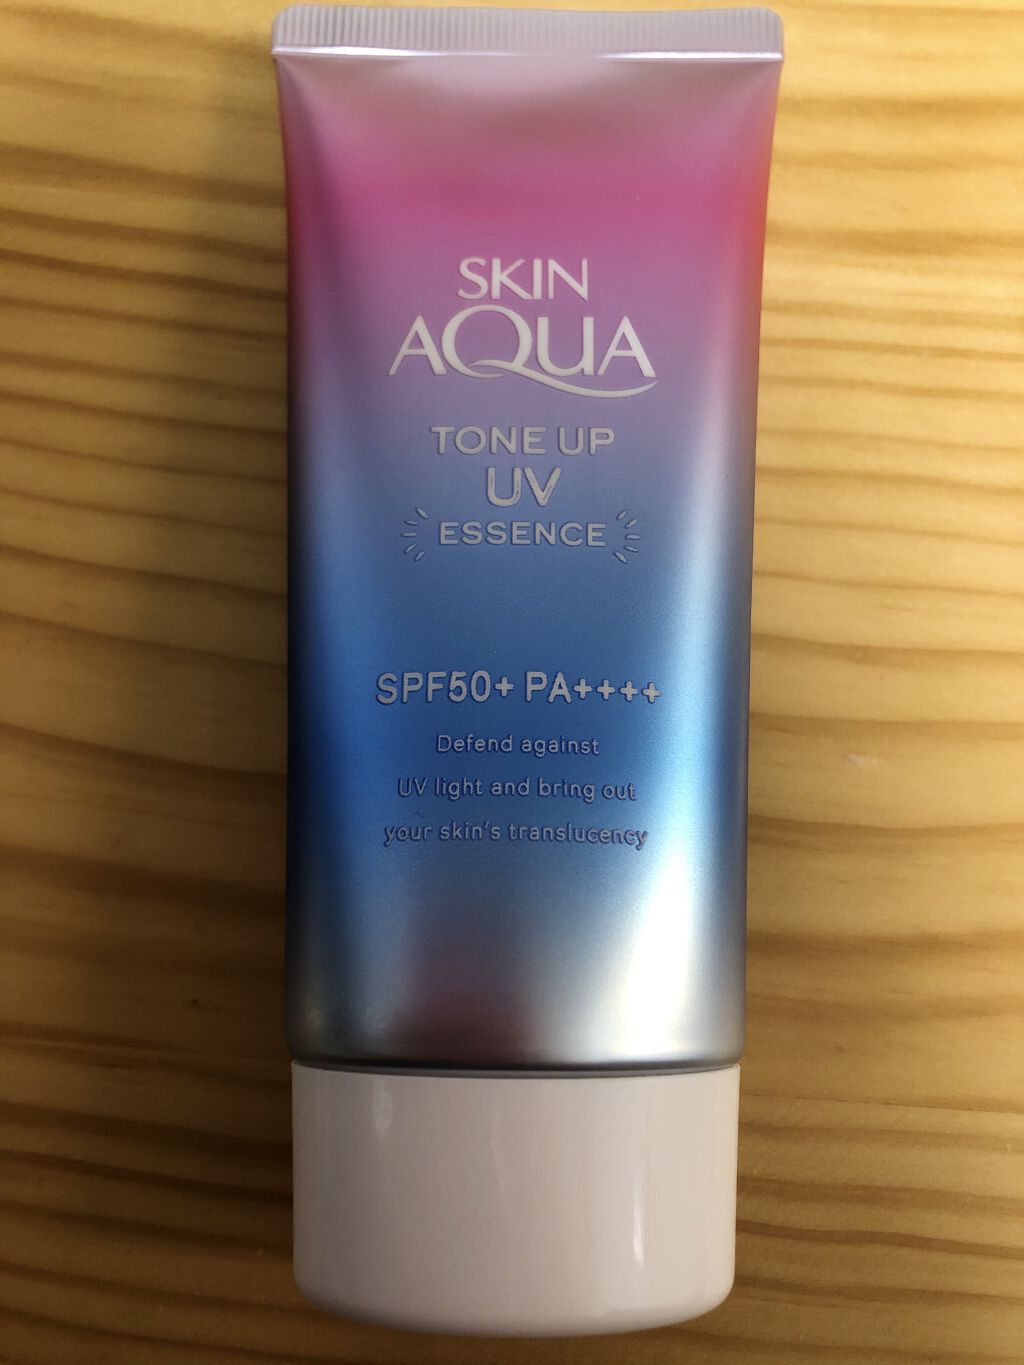 SKIN
AQUA
TONE UP
UV
ESSENCE
SPF50+ PA++++
Defend against
UV light and bring out
your skin's translucency